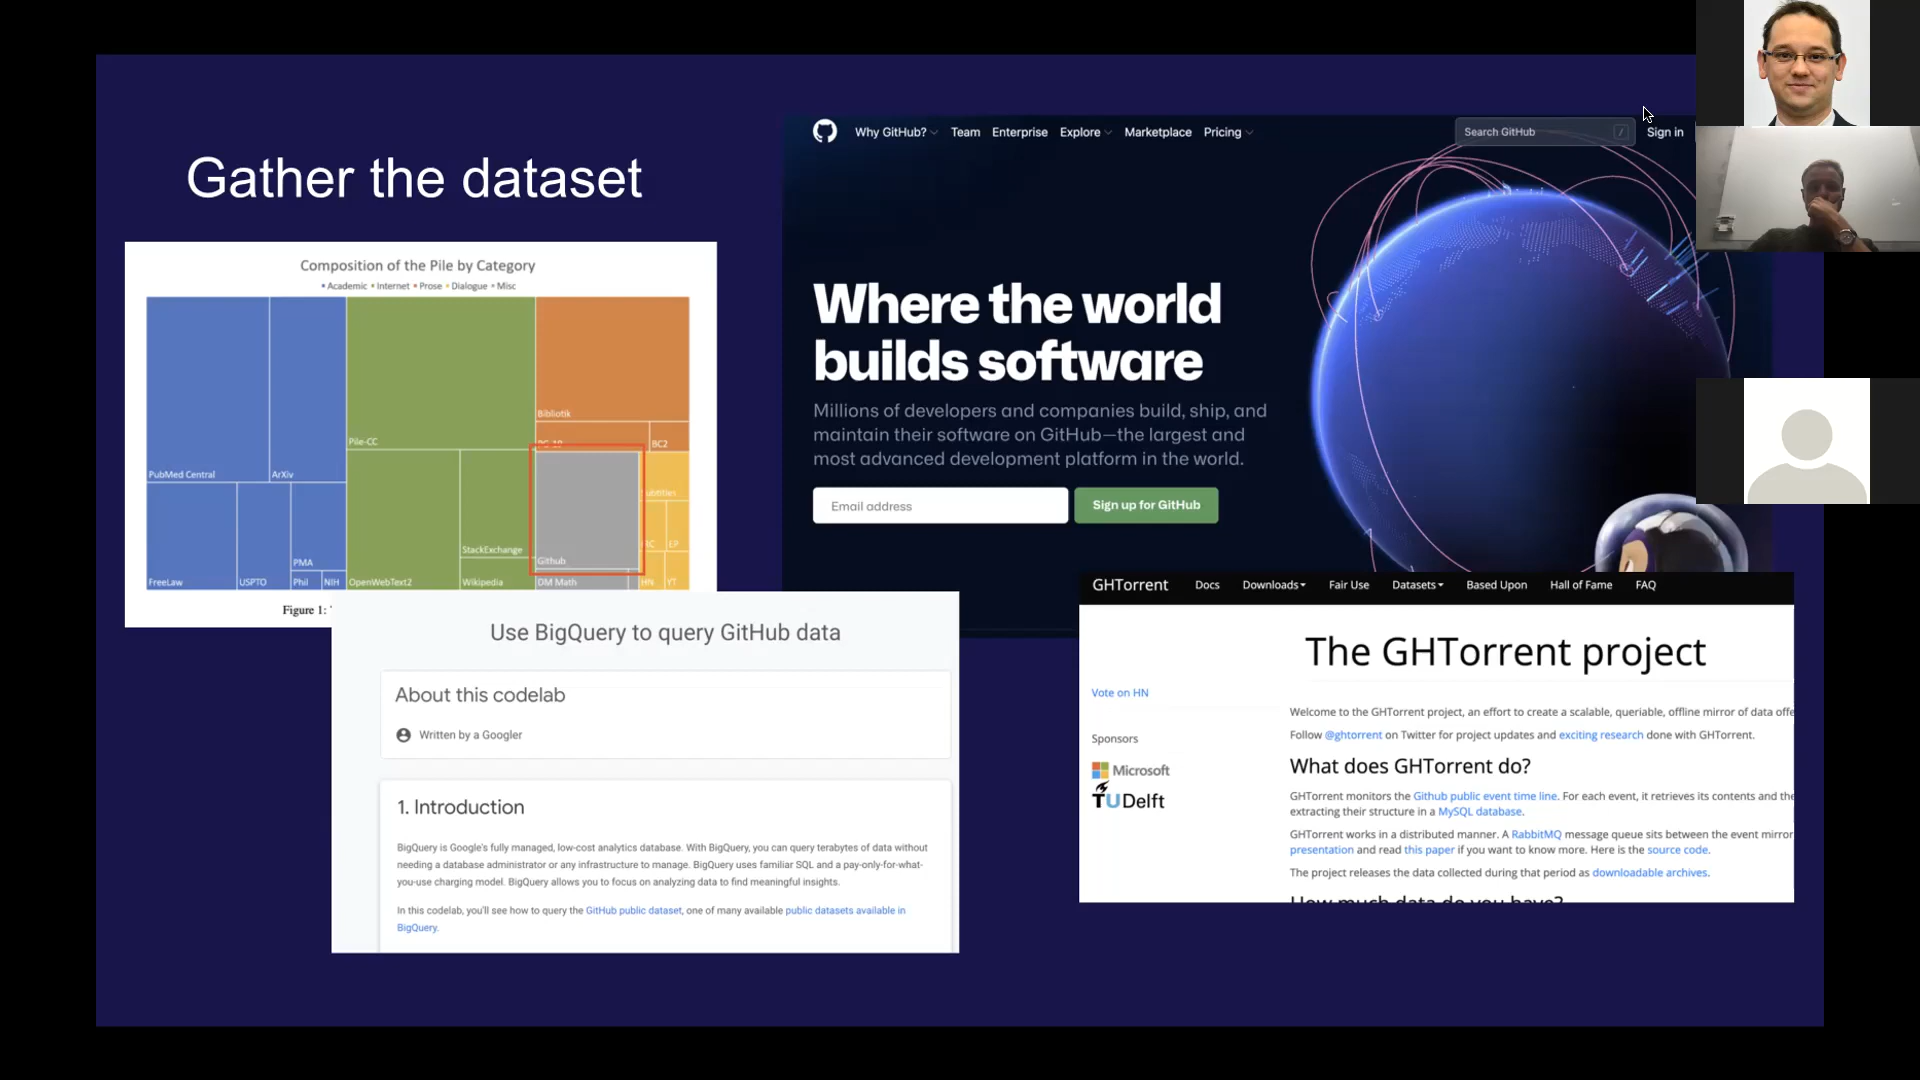 Gather the dataset
Composition of the Pile by Category
• Academic • Internet • Prose • Dialogue • Misc
PubMed Central
ArXiv
FreeLaw
USPTO
PMA
Phil
NIH
Pile-CC
OpenWebText2
StackExchange
Wikipedia
Bibliotik
PG-19
BC2
Github
DM Math
EP
HN
YT
Figure 1:
Why GitHub? Team Enterprise Explore Marketplace Pricing
Search GitHub /
Sign in
Where the world
builds software
Millions of developers and companies build, ship, and
maintain their software on GitHub—the largest and
most advanced development platform in the world.
Email address
Sign up for GitHub
Use BigQuery to query GitHub data
About this codelab
Written by a Googler
1. Introduction
BigQuery is Google's fully managed, low-cost analytics database. With BigQuery, you can query terabytes of data without
needing a database administrator or any infrastructure to manage. BigQuery uses familiar SQL and a pay-only-for-what-
you-use charging model. BigQuery allows you to focus on analyzing data to find meaningful insights.
In this codelab, you'll see how to query the GitHub public dataset, one of many available public datasets available in
BigQuery.
GHTorrent Docs Downloads Fair Use Datasets Based Upon Hall of Fame FAQ
The GHTorrent project
Vote on HN
Sponsors
Microsoft
TUDelft
Welcome to the GHTorrent project, an effort to create a scalable, queriable, offline mirror of data offe
Follow @ghtorrent on Twitter for project updates and exciting research done with GHTorrent.
What does GHTorrent do?
GHTorrent monitors the Github public event time line. For each event, it retrieves its contents and the
extracting their structure in a MySQL database.
GHTorrent works in a distributed manner. A RabbitMQ message queue sits between the event mirror
presentation and read this paper if you want to know more. Here is the source code.
The project releases the data collected during that period as downloadable archives.
How much data do you have?